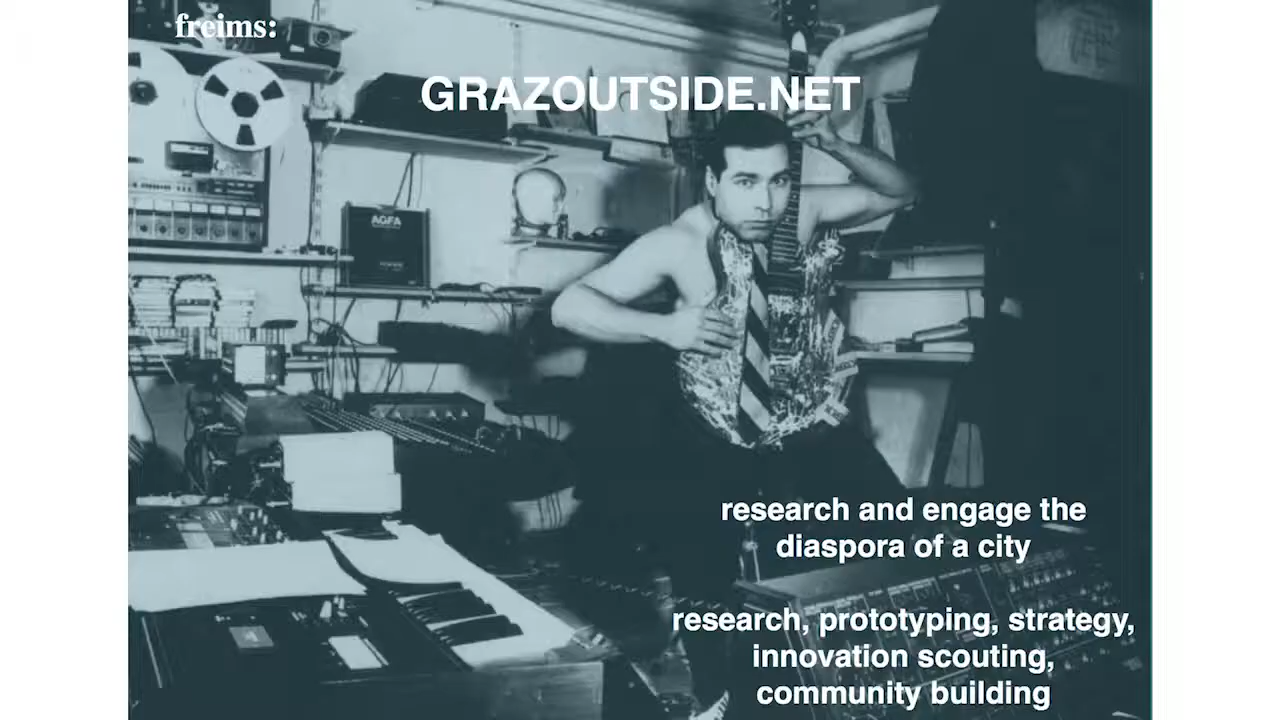 freims:
GRAZOUTSIDE.NET
AGFA
research and engage the
diaspora of a city
research, prototyping, strategy,
innovation scouting,
community building